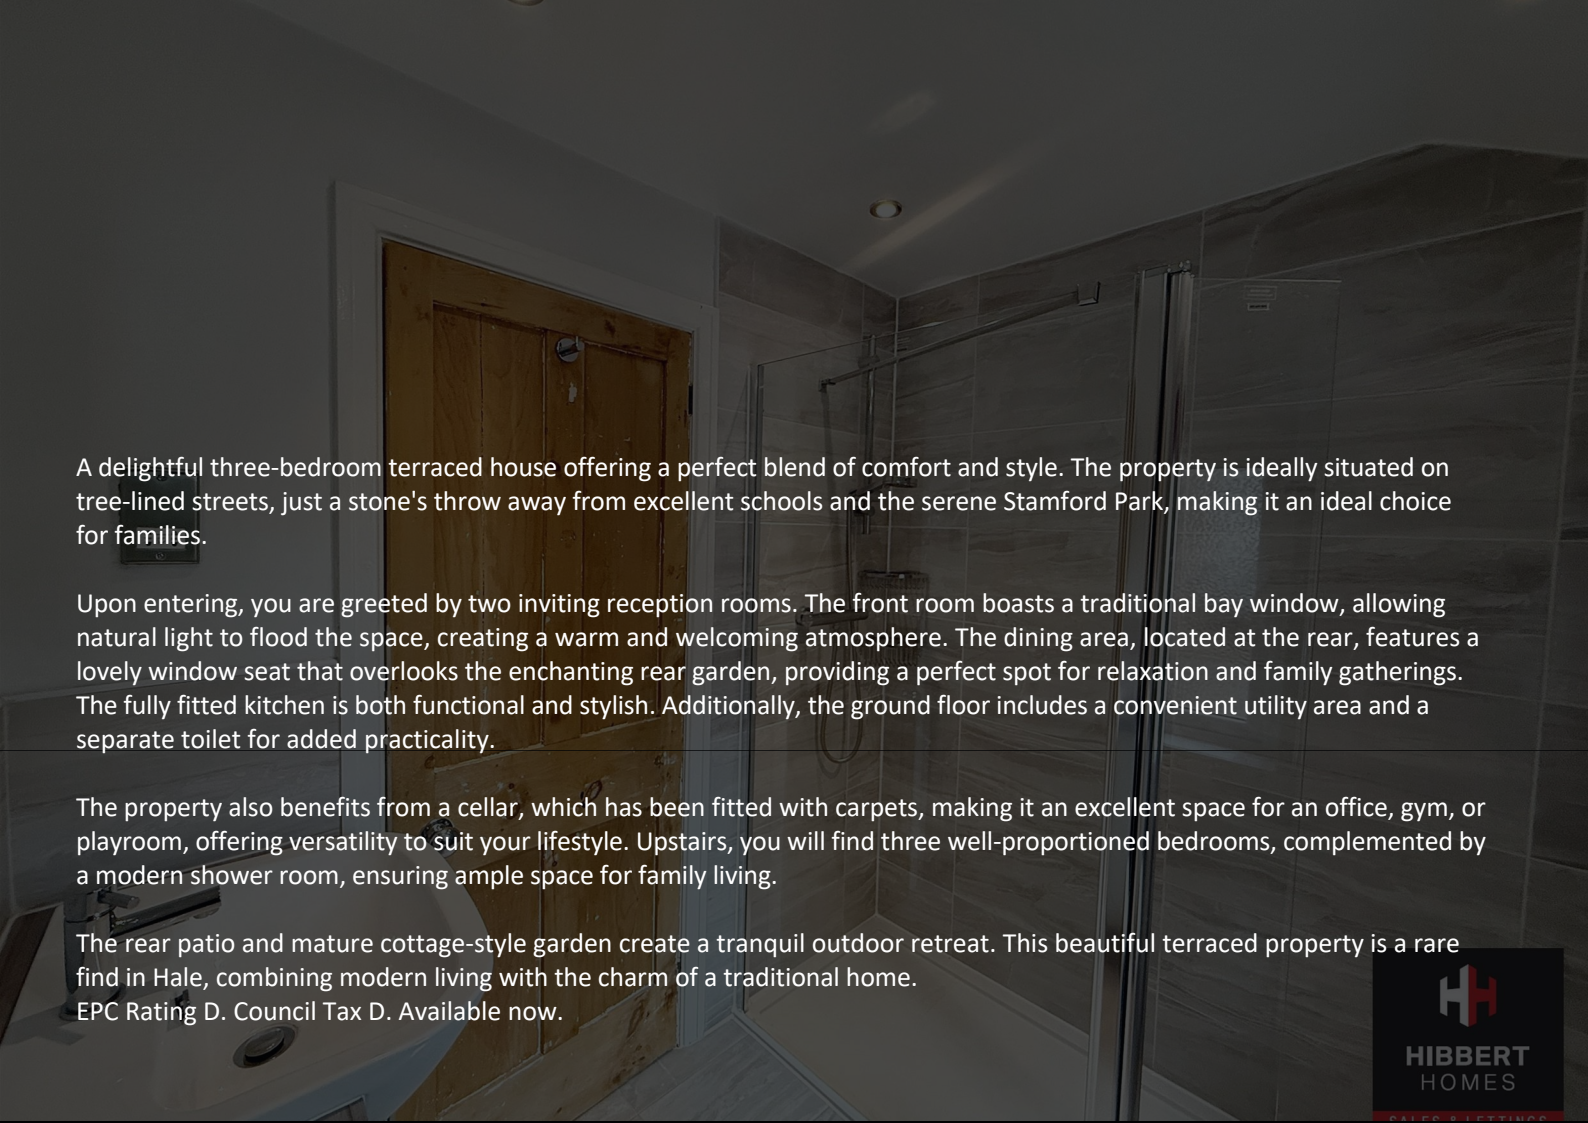 A delightful three-bedroom terraced house offering a perfect blend of comfort and style. The property is ideally situated on
tree-lined streets, just a stone's throw away from excellent schools and the serene Stamford Park, making it an ideal choice
for families.
Upon entering, you are greeted by two inviting reception rooms. The front room boasts a traditional bay window, allowing
natural light to flood the space, creating a warm and welcoming atmosphere. The dining area, located at the rear, features a
lovely window seat that overlooks the enchanting rear garden, providing a perfect spot for relaxation and family gatherings.
The fully fitted kitchen is both functional and stylish. Additionally, the ground floor includes a convenient utility area and a
separate toilet for added practicality.
The property also benefits from a cellar, which has been fitted with carpets, making it an excellent space for an office, gym, or
playroom, offering versatility to suit your lifestyle. Upstairs, you will find three well-proportioned bedrooms, complemented by
a modern shower room, ensuring ample space for family living.
The rear patio and mature cottage-style garden create a tranquil outdoor retreat. This beautiful terraced property is a rare
find in Hale, combining modern living with the charm of a traditional home.
EPC Rating D. Council Tax D. Available now.
HIBBERT
HOMES
SALES & LETTINGS